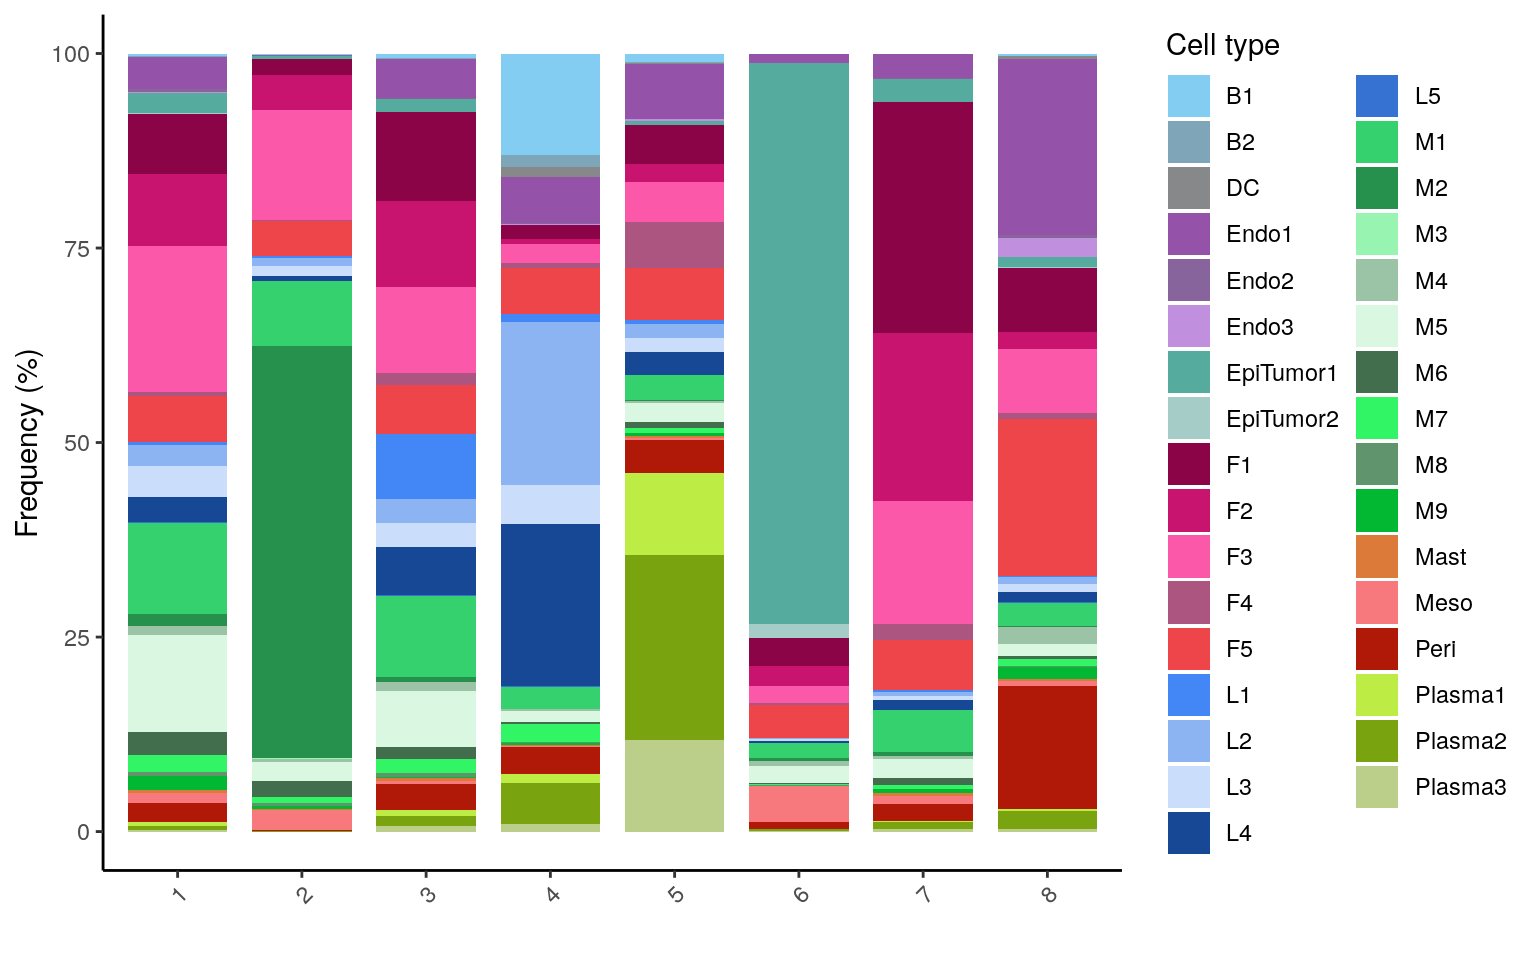 Cell type
B1
B2
DC
Endo1
Endo2
Endo3
EpiTumor1
EpiTumor2
F1
F2
F3
F4
F5
L1
L2
L3
L4
L5
M1
M2
M3
M4
M5
M6
M7
M8
M9
Mast
Meso
Peri
Plasma1
Plasma2
Plasma3
Frequency (%)
100
75
50
25
0
1
2
3
4
5
6
7
8